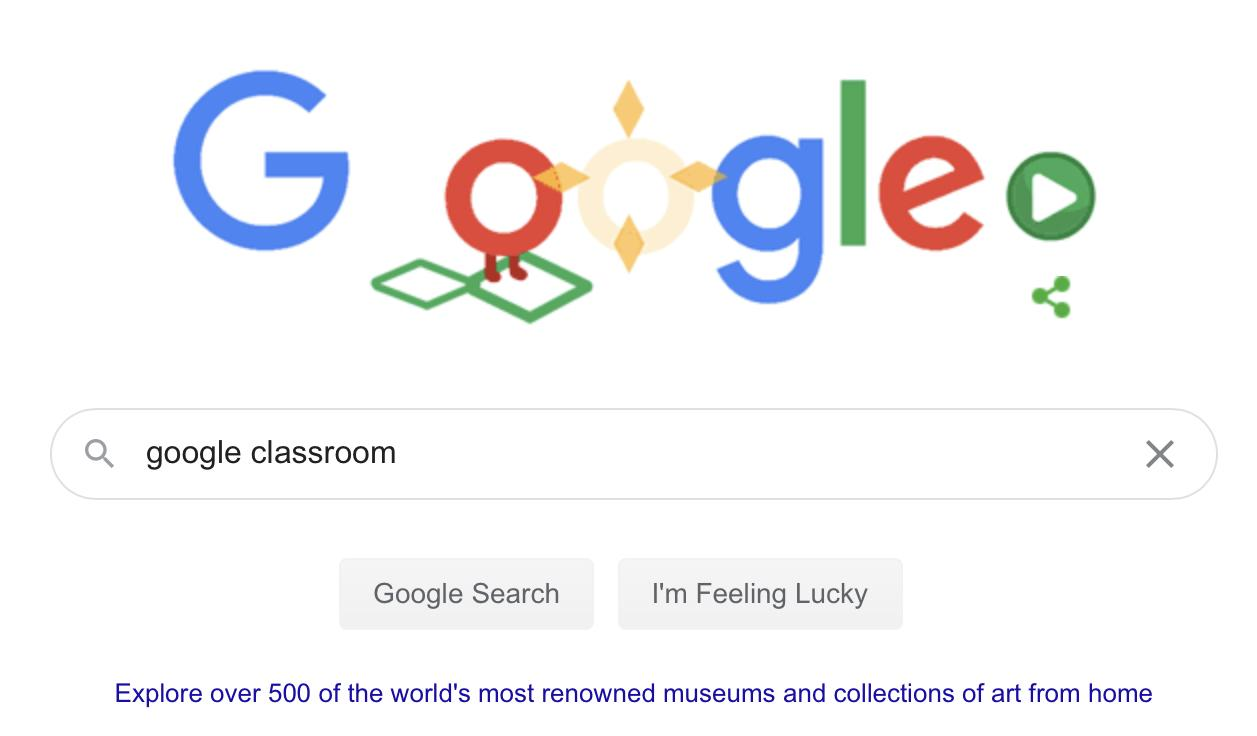 Google
google classroom
Google Search
I'm Feeling Lucky
Explore over 500 of the world's most renowned museums and collections of art from home